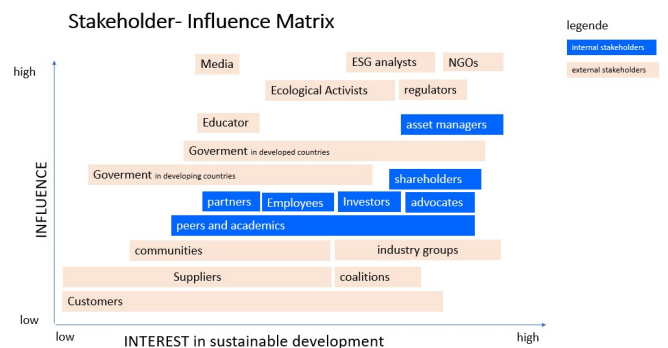 Stakeholder- Influence Matrix
legende
internal stakeholders
external stakeholders
high
Media
ESG analysts
NGOs
Ecological Activists
regulators
Educator
asset managers
Goverment in developed countries
Goverment in developing countries
shareholders
partners
Employees
Investors
advocates
peers and academics
communities
industry groups
Suppliers
coalitions
Customers
INFLUENCE
low
low
INTEREST in sustainable development
high